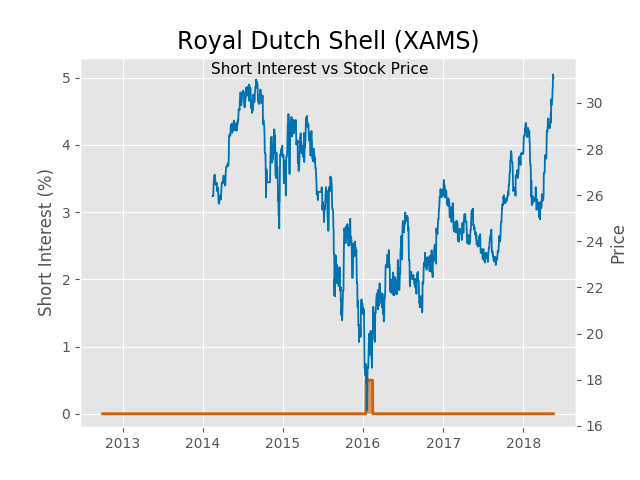 Royal Dutch Shell (XAMS)
Short Interest vs Stock Price
Short Interest (%)
5
4
3
2
1
0
30
28
26
24
22
20
18
16
Price
2013 2014 2015 2016 2017 2018